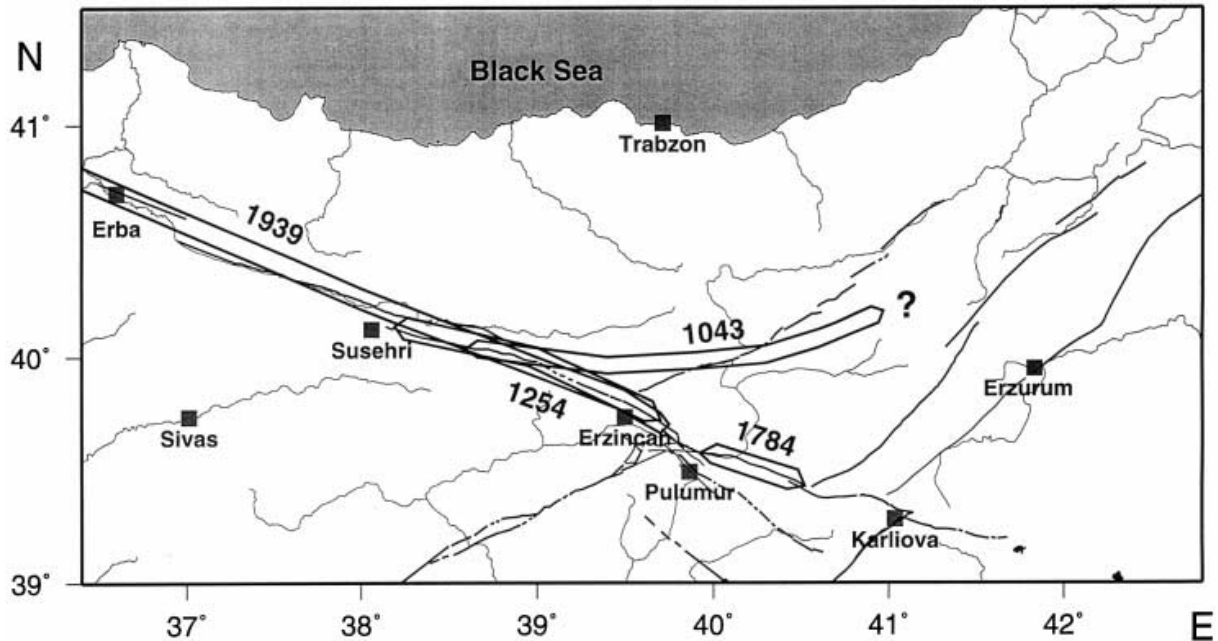 N
Black Sea
41°
Trabzon
Erba
1939
1043
?
Susehri
40°
Erzurum
1254
Sivas
Erzincan
1784
Pulumur
Karliova
39°
37°
38°
39°
40°
41°
42°
E